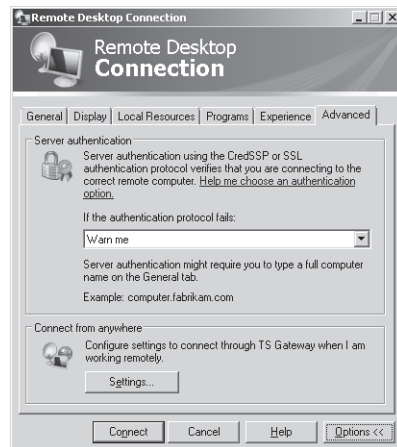 Remote Desktop Connection
Remote Desktop
Connection
General Display Local Resources Programs Experience Advanced
Server authentication
Server authentication using the CredSSP or SSL
authentication protocol verifies that you are connecting to the
correct remote computer. Help me choose an authentication
option.
If the authentication protocol fails:
Warn me
Server authentication might require you to type a full computer
name on the General tab.
Example: computer.fabrikam.com
Connect from anywhere
Configure settings to connect through TS Gateway when I am
working remotely.
Settings...
Connect Cancel Help Options <<